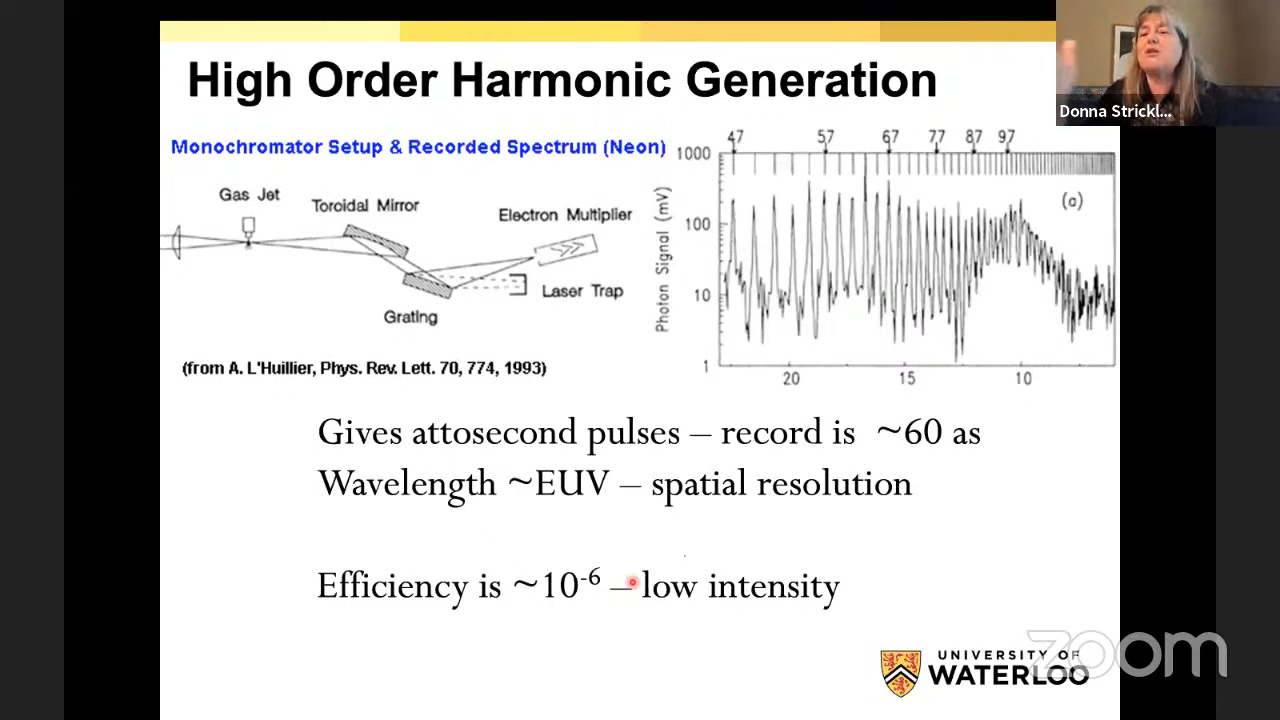 High Order Harmonic Generation
Donna Strickl...
Monochromator Setup & Recorded Spectrum (Neon)
Gas Jet
Toroidal Mirror
Electron Multiplier
Laser Trap
Grating
(from A. L'Huillier, Phys. Rev. Lett. 70, 774, 1993)
47 57 67 77 87 97
1000
100
10
1
Photon Signal (mV)
(a)
20 15 10
Gives attosecond pulses – record is ~60 as
Wavelength ~EUV – spatial resolution
Efficiency is ~10-6 – low intensity
UNIVERSITY OF
WATERLOO
zoom